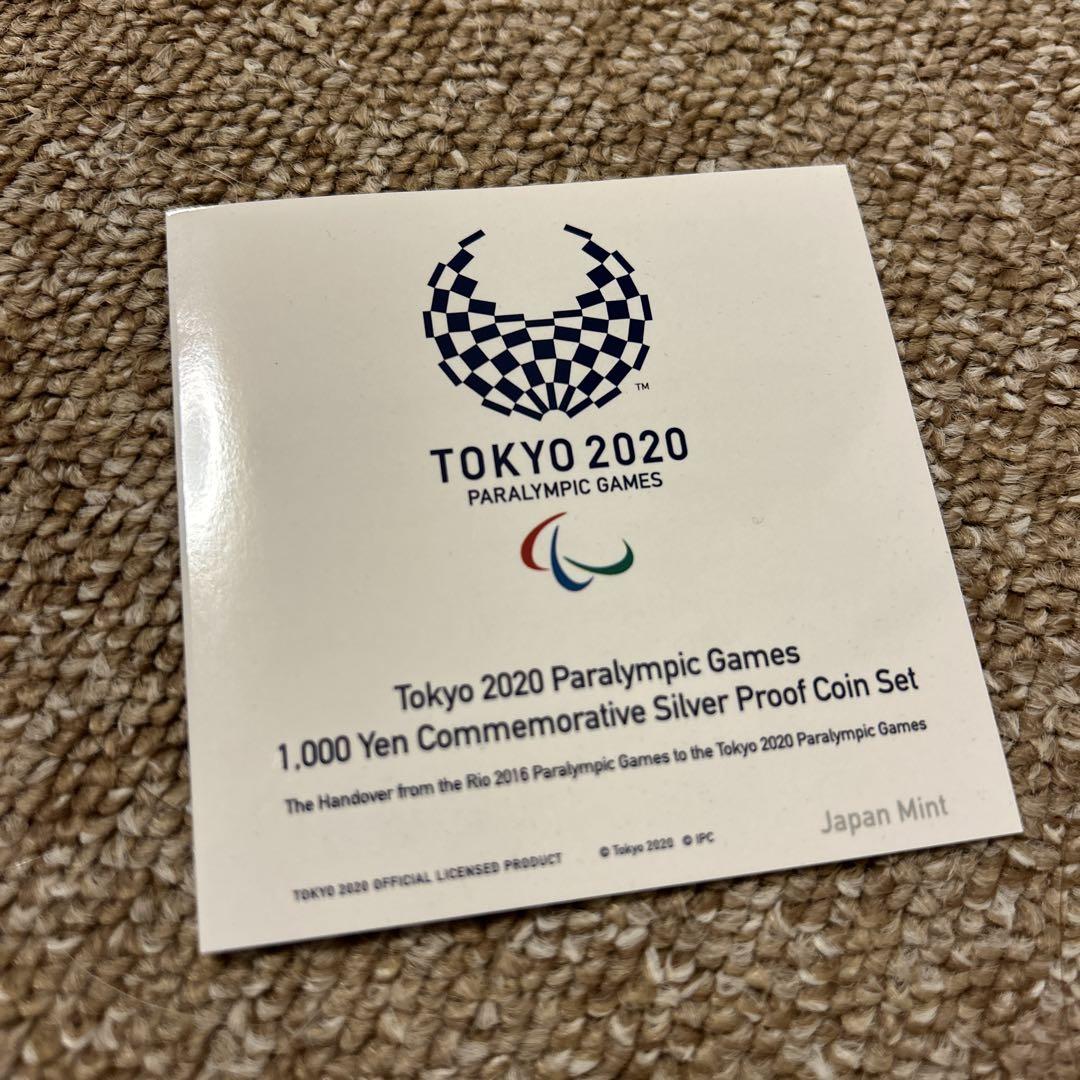 TM
TOKYO 2020
PARALYMPIC GAMES
Tokyo 2020 Paralympic Games
1,000 Yen Commemorative Silver Proof Coin Set
The Handover from the Rio 2016 Paralympic Games to the Tokyo 2020 Paralympic Games
Japan Mint
TOKYO 2020 OFFICIAL LICENSED PRODUCT © Tokyo 2020 © IPC